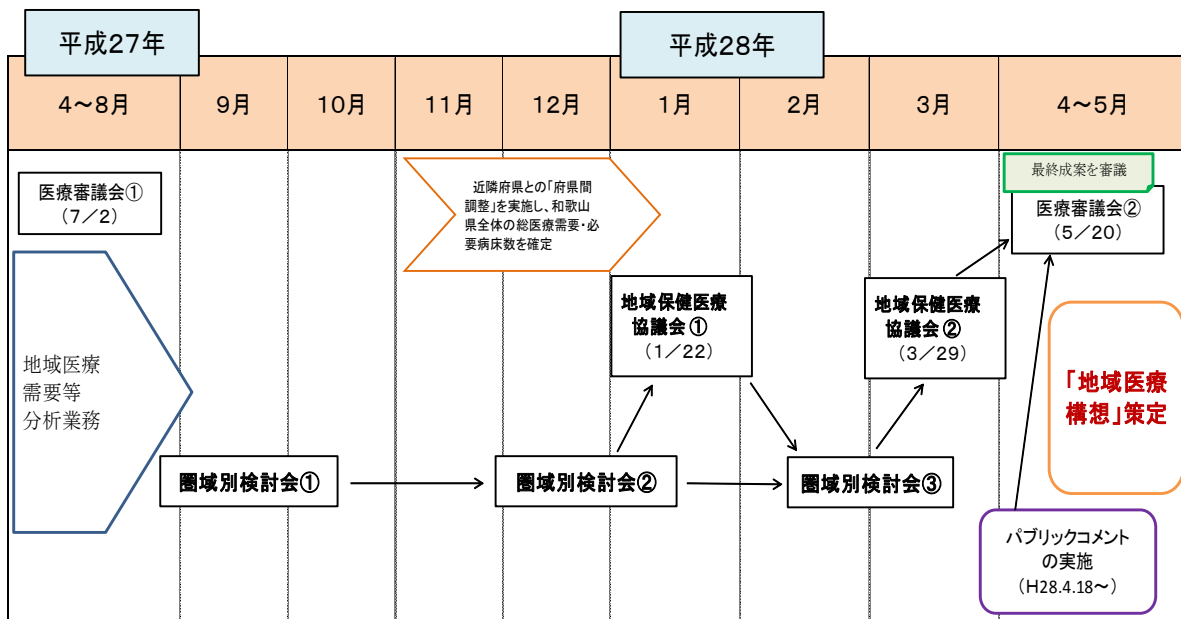 平成27年
平成28年
4～8月
9月
10月
11月
12月
1月
2月
3月
4～5月
医療審議会①
（7／2）
近隣府県との「府県間
調整」を実施し、和歌山
県全体の総医療需要・必
要病床数を確定
最終成案を審議
医療審議会②
（5／20）
地域保健医療
協議会①
（1／22）
地域保健医療
協議会②
（3／29）
地域医療
需要等
分析業務
「地域医療
構想」策定
圏域別検討会①
圏域別検討会②
圏域別検討会③
パブリックコメント
の実施
（H28.4.18～）